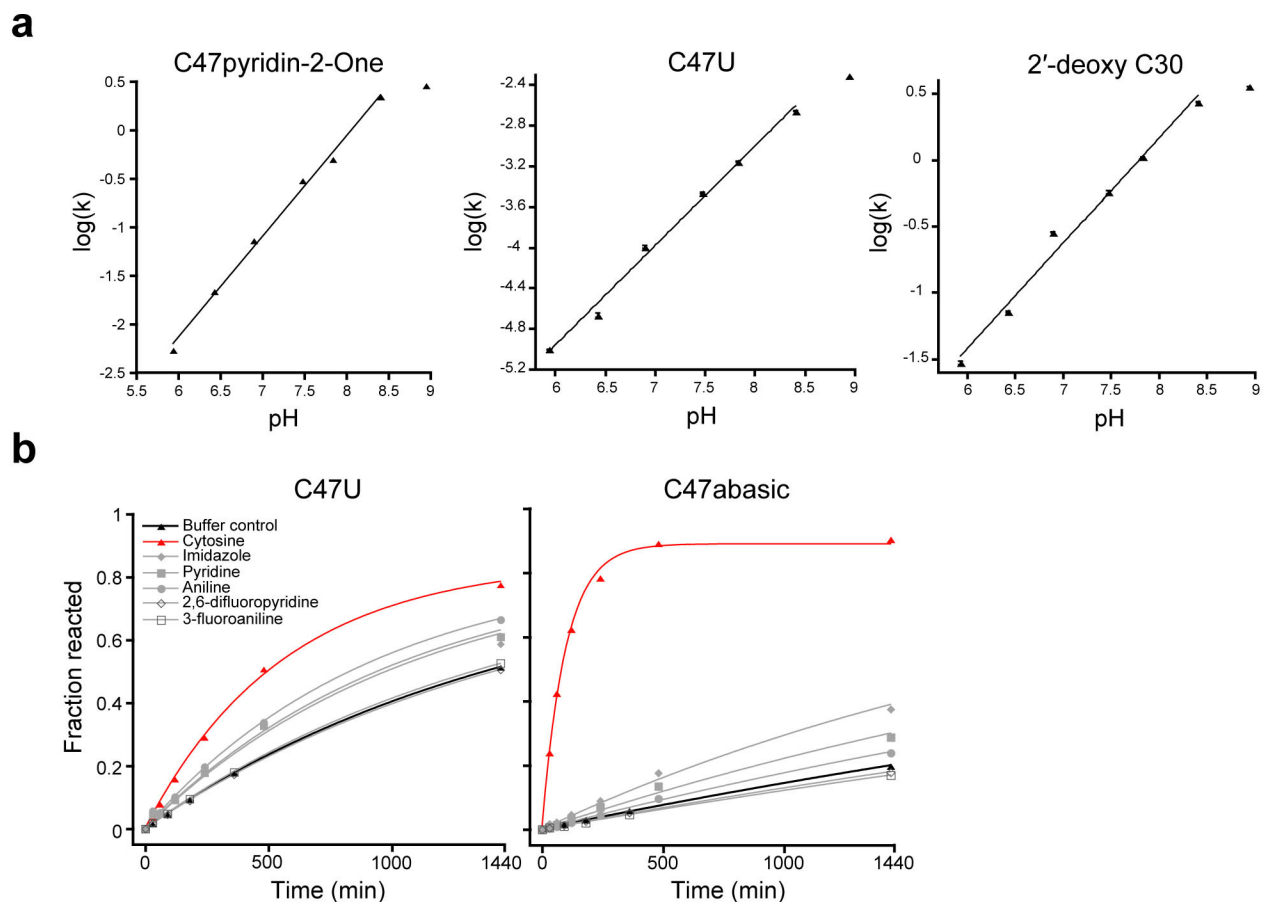 a
C47pyridin-2-One
C47U
2′-deoxy C30
log(k)
0.5
0
-0.5
-1
-1.5
-2
-2.5
5.5 6 6.5 7 7.5 8 8.5 9
pH
log(k)
-2.4
-2.8
-3.2
-3.6
-4
-4.4
-4.8
-5.2
6 6.5 7 7.5 8 8.5 9
pH
log(k)
0.5
0
-0.5
-1
-1.5
6 6.5 7 7.5 8 8.5 9
pH
b
C47U
C47abasic
Fraction reacted
1
0.8
0.6
0.4
0.2
0
Buffer control
Cytosine
Imidazole
Pyridine
Aniline
2,6-difluoropyridine
3-fluoroaniline
0 500 1000 1440
Time (min)
0 500 1000 1440
Time (min)